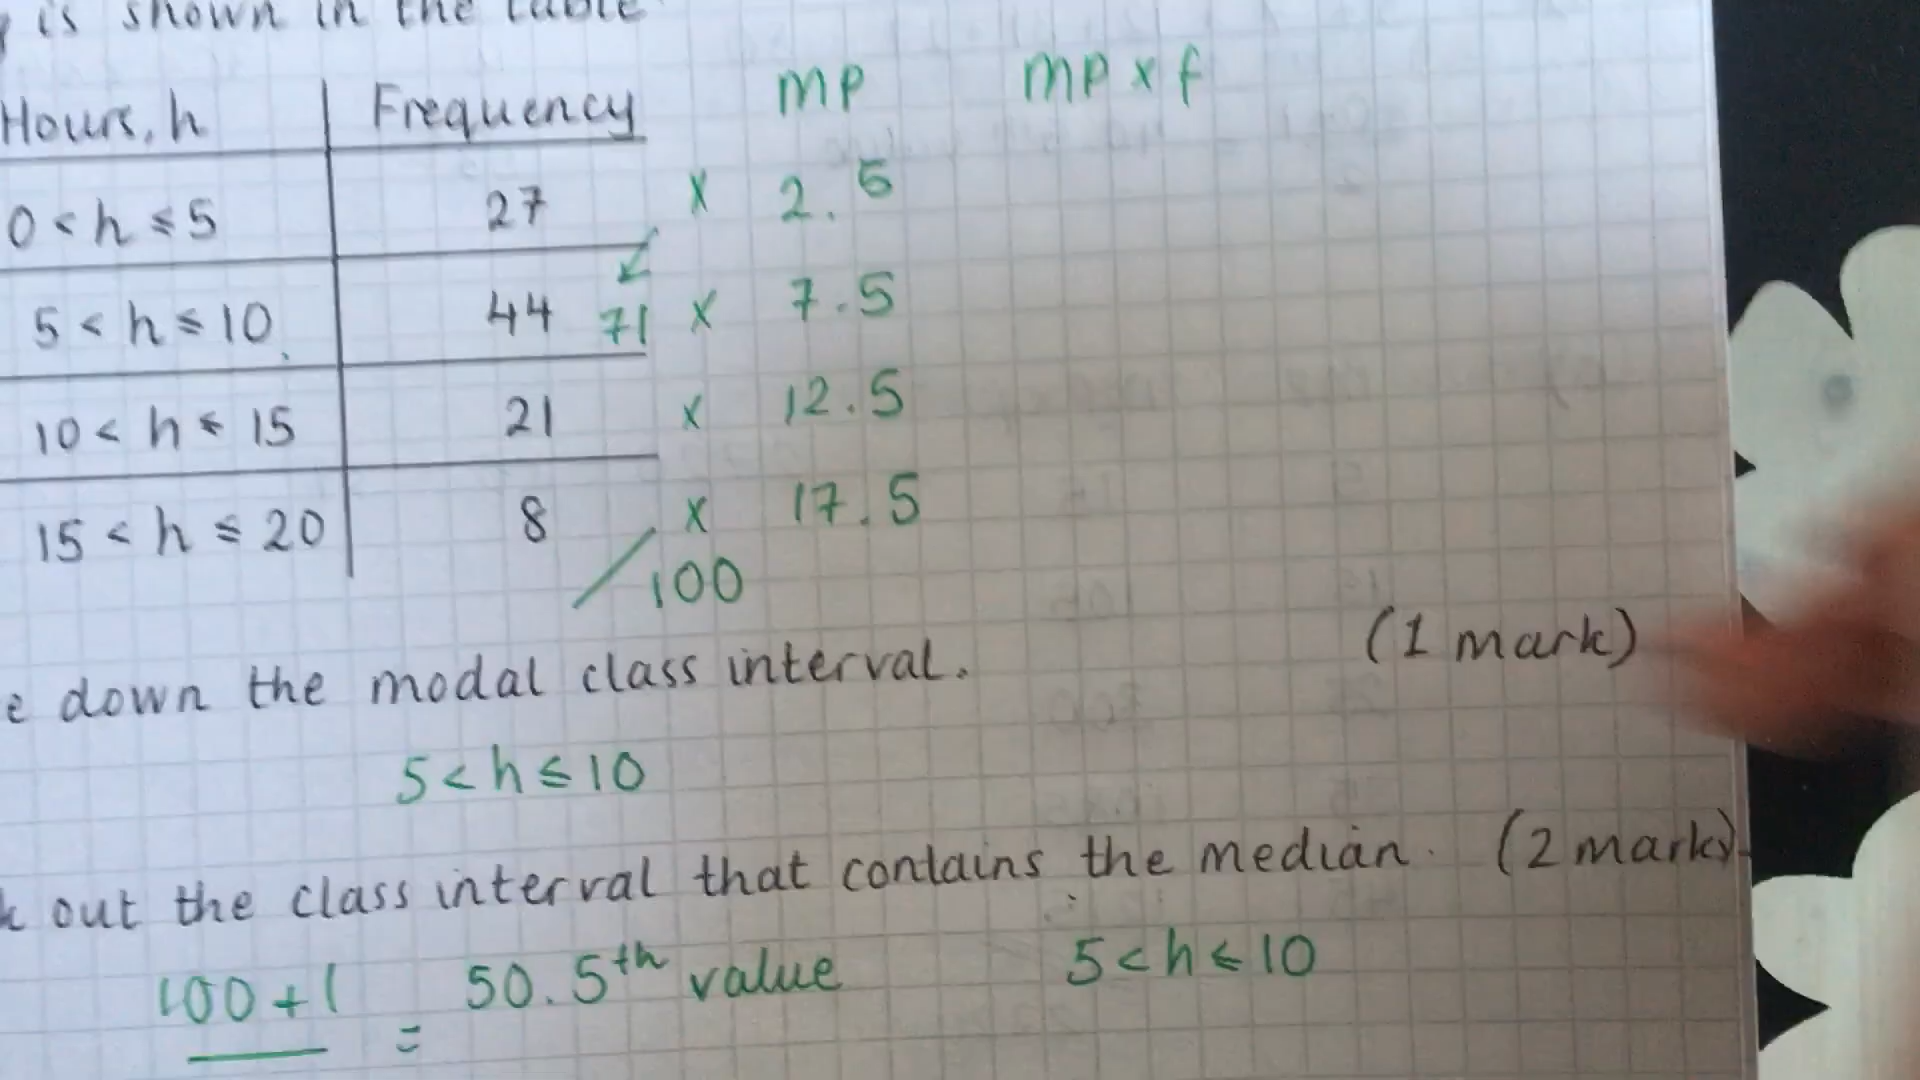 is shown in the table
Hours, h Frequency mp mp x f
0 < h ≤ 5 27 x 2.5
5 < h ≤ 10 44 71 x 7.5
10 < h ≤ 15 21 x 12.5
15 < h ≤ 20 8 x 17.5
100
e down the modal class interval. (1 mark)
5 < h ≤ 10
k out the class interval that contains the median. (2 marks)
100 + 1 = 50.5th value 5 < h ≤ 10